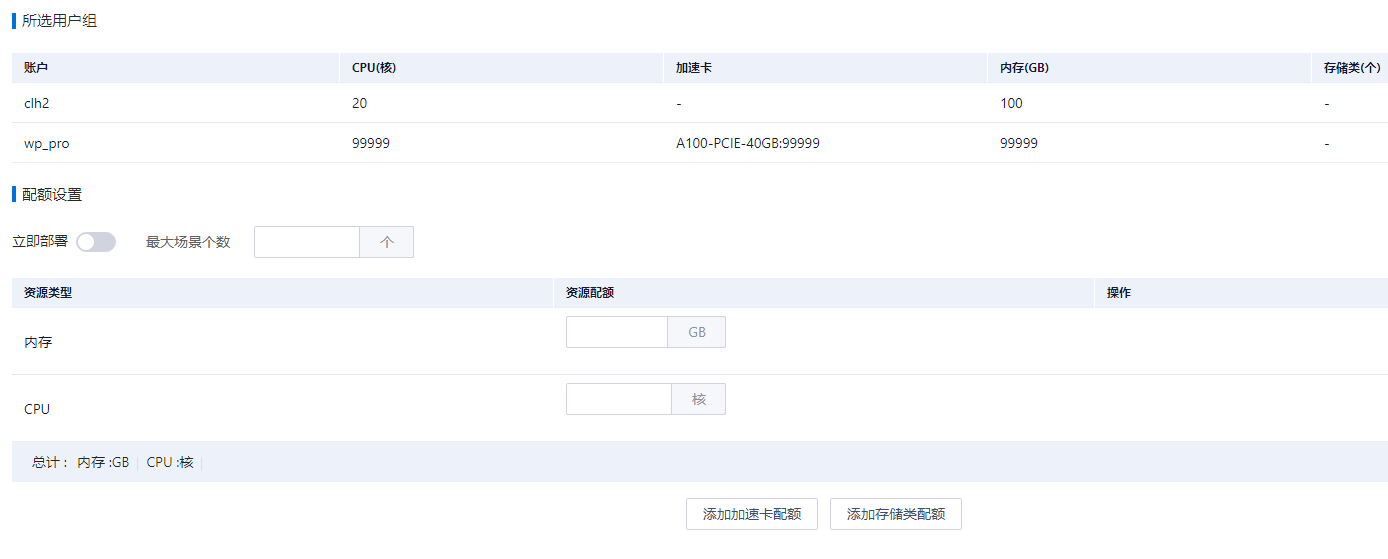 所选用户组
账户 CPU(核) 加速卡 内存(GB) 存储类(个)
clh2 20 - 100 -
wp_pro 99999 A100-PCIE-40GB:99999 99999 -
配额设置
立即部署 最大场景个数 个
资源类型 资源配额 操作
内存 GB
CPU 核
总计： 内存 :GB CPU :核
添加加速卡配额 添加存储类配额